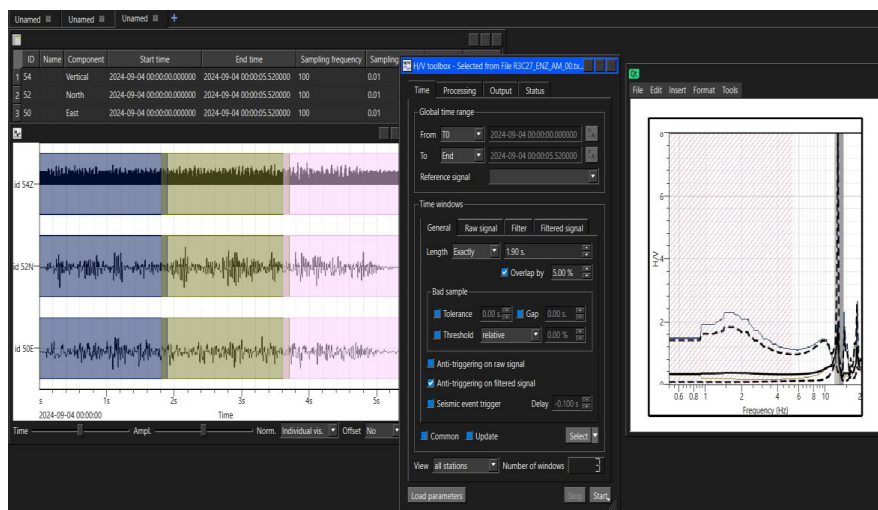 Unamed Unamed Unamed +
ID Name Component Start time End time Sampling frequency Sampling
1 54 Vertical 2024-09-04 00:00:00.000000 2024-09-04 00:00:05.520000 100 0.01
2 52 North 2024-09-04 00:00:00.000000 2024-09-04 00:00:05.520000 100 0.01
3 50 East 2024-09-04 00:00:00.000000 2024-09-04 00:00:05.520000 100 0.01
id 54Z
id 52N
id 50E
s 1s 2s 3s 4s 5s
2024-09-04 00:00:00 Time
Time Ampl. Norm. Individual vis. Offset No
H/V toolbox - Selected from File R3C27_ENZ_AM_00.tx...
Time Processing Output Status
Global time range
From T0 2024-09-04 00:00:00.000000
To End 2024-09-04 00:00:05.520000
Reference signal
Time windows
General Raw signal Filter Filtered signal
Length Exactly 1.90 s.
Overlap by 5.00 %
Bad sample
Tolerance 0.00 s. Gap 0.00 s.
Threshold relative 0.00 %
Anti-triggering on raw signal
Anti-triggering on filtered signal
Seismic event trigger Delay -0.100 s
Common Update Select
View all stations Number of windows
Load parameters Stop Start
Qt
File Edit Insert Format Tools
8
6
4
2
0
H/V
0.6 0.8 1 2 4 6 8 10 2
Frequency (Hz)